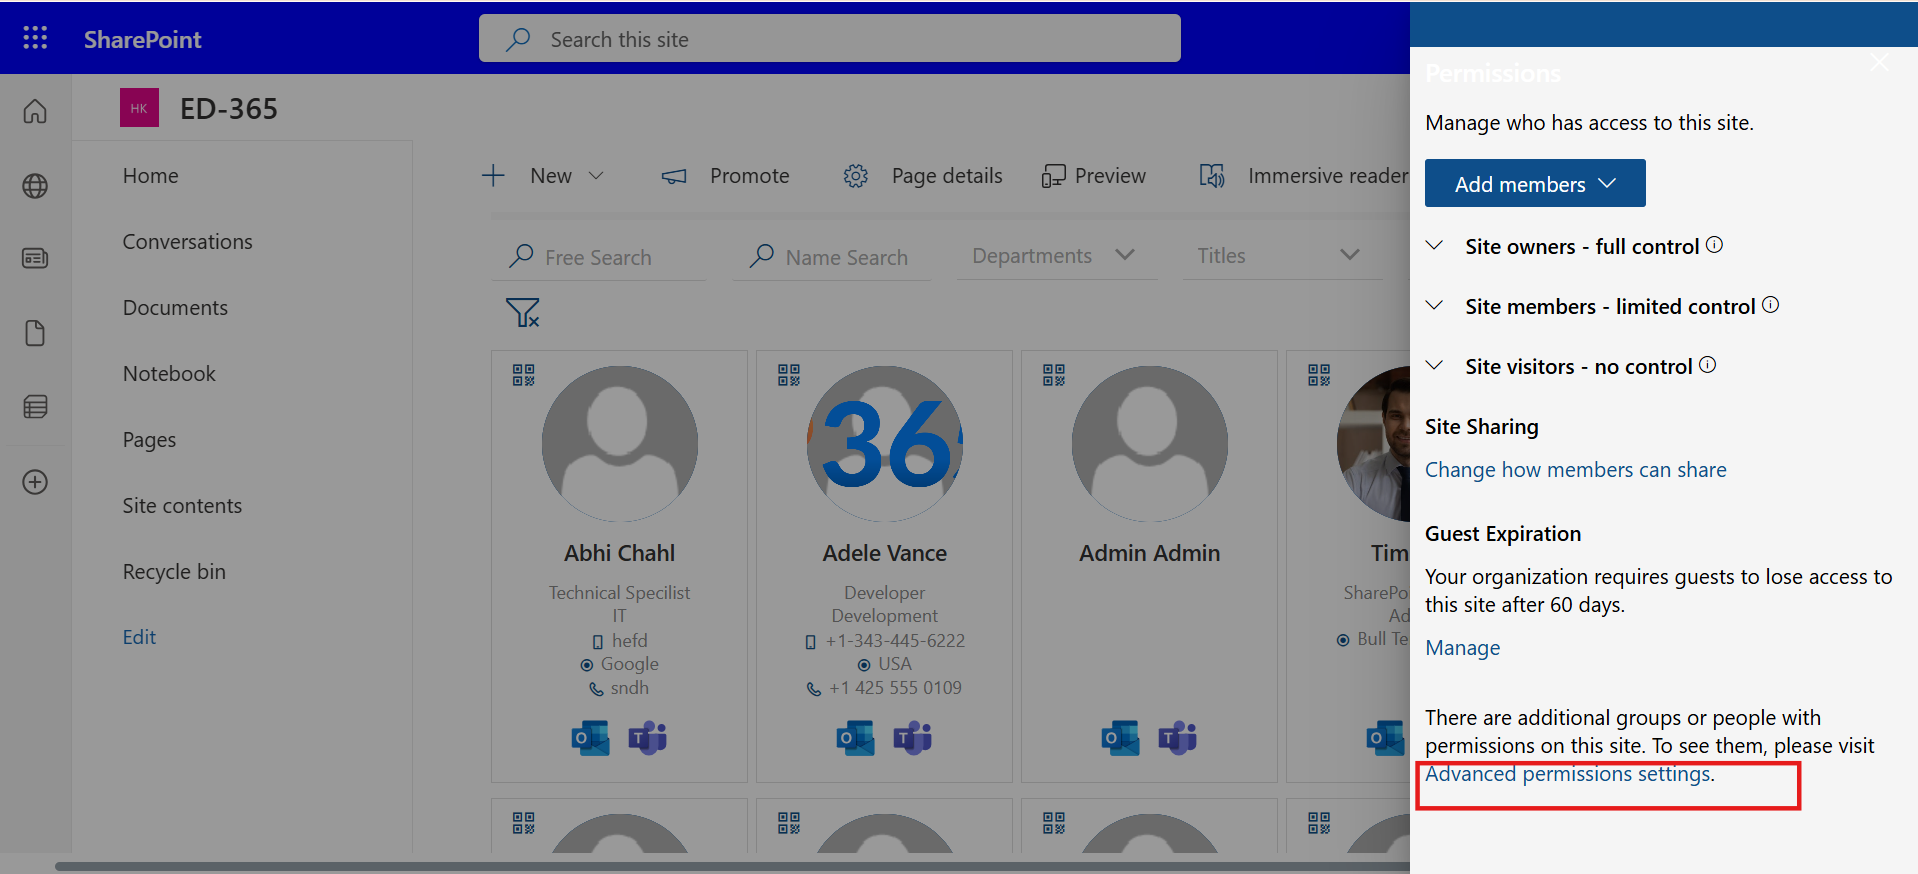 SharePoint
Search this site
HK
ED-365
Home
Conversations
Documents
Notebook
Pages
Site contents
Recycle bin
Edit
New
Promote
Page details
Preview
Immersive reader
Free Search
Name Search
Departments
Titles
Abhi Chahl
Technical Specilist
IT
hefd
Google
sndh
36
Adele Vance
Developer
Development
+1-343-445-6222
USA
+1 425 555 0109
Admin Admin
Tim
SharePo
Ad
Bull Te
Permissions
Manage who has access to this site.
Add members
Site owners - full control
Site members - limited control
Site visitors - no control
Site Sharing
Change how members can share
Guest Expiration
Your organization requires guests to lose access to
this site after 60 days.
Manage
There are additional groups or people with
permissions on this site. To see them, please visit
Advanced permissions settings.